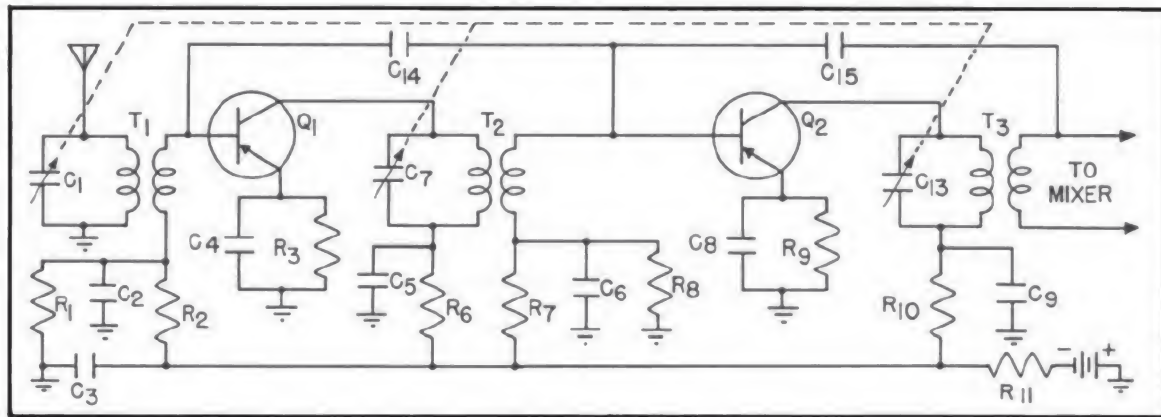 C14
C15
T1
Q1
T2
Q2
T3
C1
C7
C13
TO
MIXER
C4
R3
C8
R9
R1
C2
R2
C5
R6
R7
C6
R8
R10
C9
C3
R11
- +